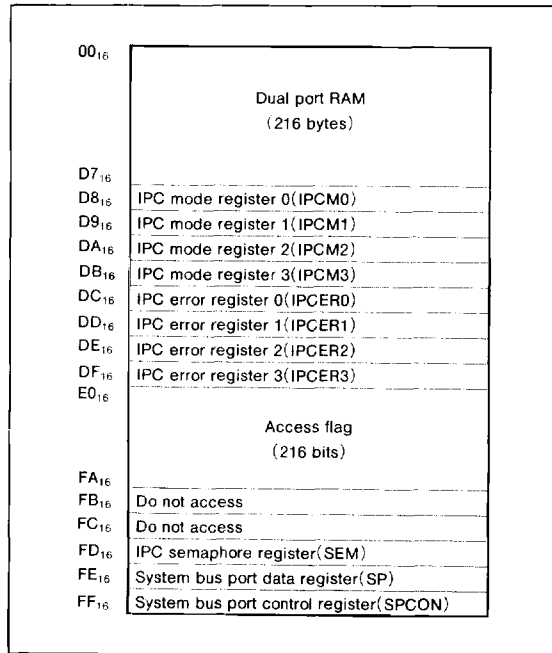 00₁₆
Dual port RAM
(216 bytes)
D7₁₆
D8₁₆ IPC mode register 0(IPCM0)
D9₁₆ IPC mode register 1(IPCM1)
DA₁₆ IPC mode register 2(IPCM2)
DB₁₆ IPC mode register 3(IPCM3)
DC₁₆ IPC error register 0(IPCER0)
DD₁₆ IPC error register 1(IPCER1)
DE₁₆ IPC error register 2(IPCER2)
DF₁₆ IPC error register 3(IPCER3)
E0₁₆
Access flag
(216 bits)
FA₁₆
FB₁₆ Do not access
FC₁₆ Do not access
FD₁₆ IPC semaphore register(SEM)
FE₁₆ System bus port data register(SP)
FF₁₆ System bus port control register(SPCON)